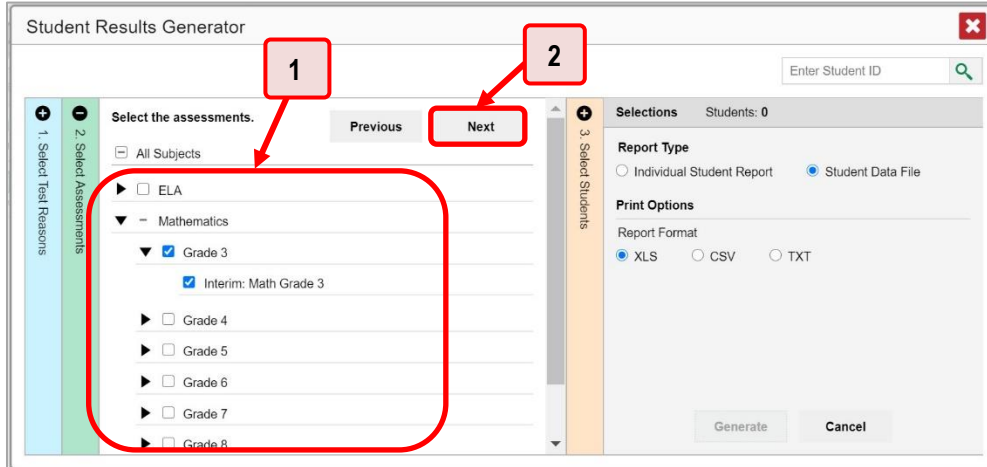 Student Results Generator
1
2
Enter Student ID
1. Select Test Reasons
2. Select Assessments
Select the assessments.
Previous
Next
All Subjects
ELA
Mathematics
Grade 3
Interim: Math Grade 3
Grade 4
Grade 5
Grade 6
Grade 7
Grade 8
3. Select Students
Selections Students: 0
Report Type
Individual Student Report Student Data File
Print Options
Report Format
XLS CSV TXT
Generate Cancel